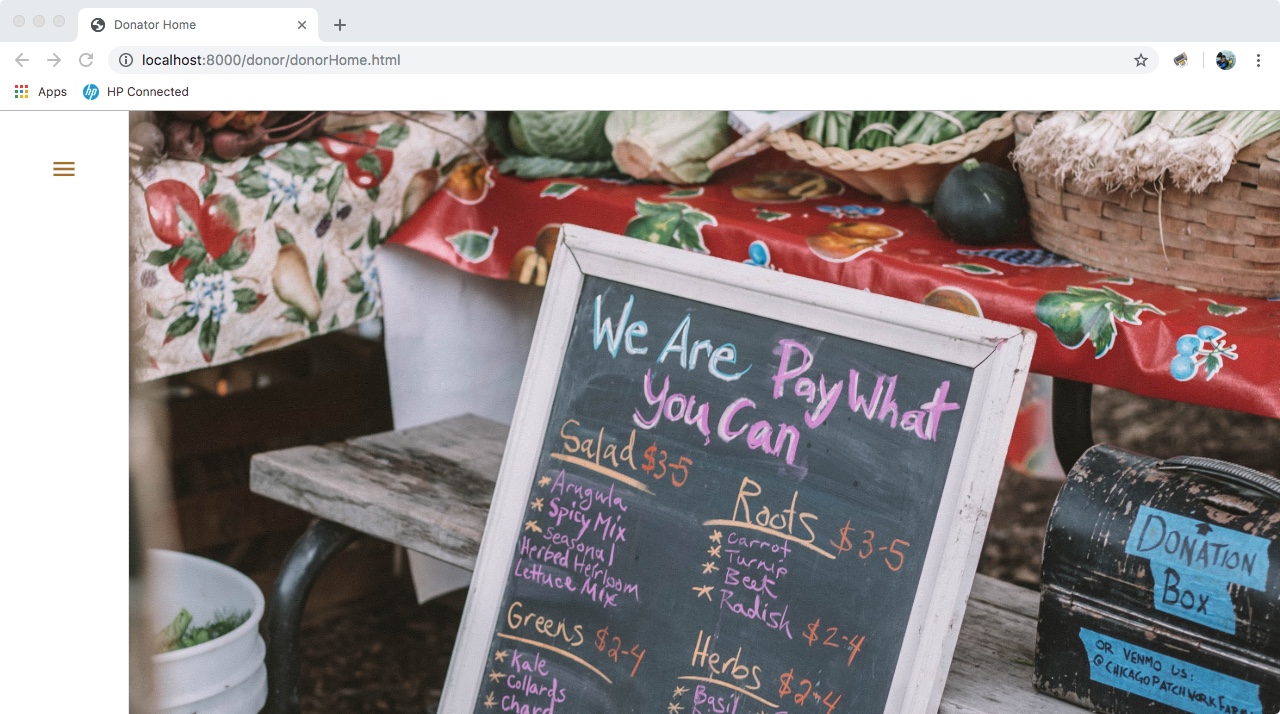 Donator Home
localhost:8000/donor/donorHome.html
Apps
HP Connected
We Are Pay What
You Can
Salad $3-5
Arugula
Spicy Mix
Seasonal
Herbed Heirloom
Lettuce Mix
Roots $3-5
Carrot
Turnip
Beet
Radish
Greens $2-4
Kale
Collards
Chard
$2-4
Herbs $2-4
Basil
DONATION
BOX
OR VENMO US:
@CHICAGOPATCHWORKFARMS